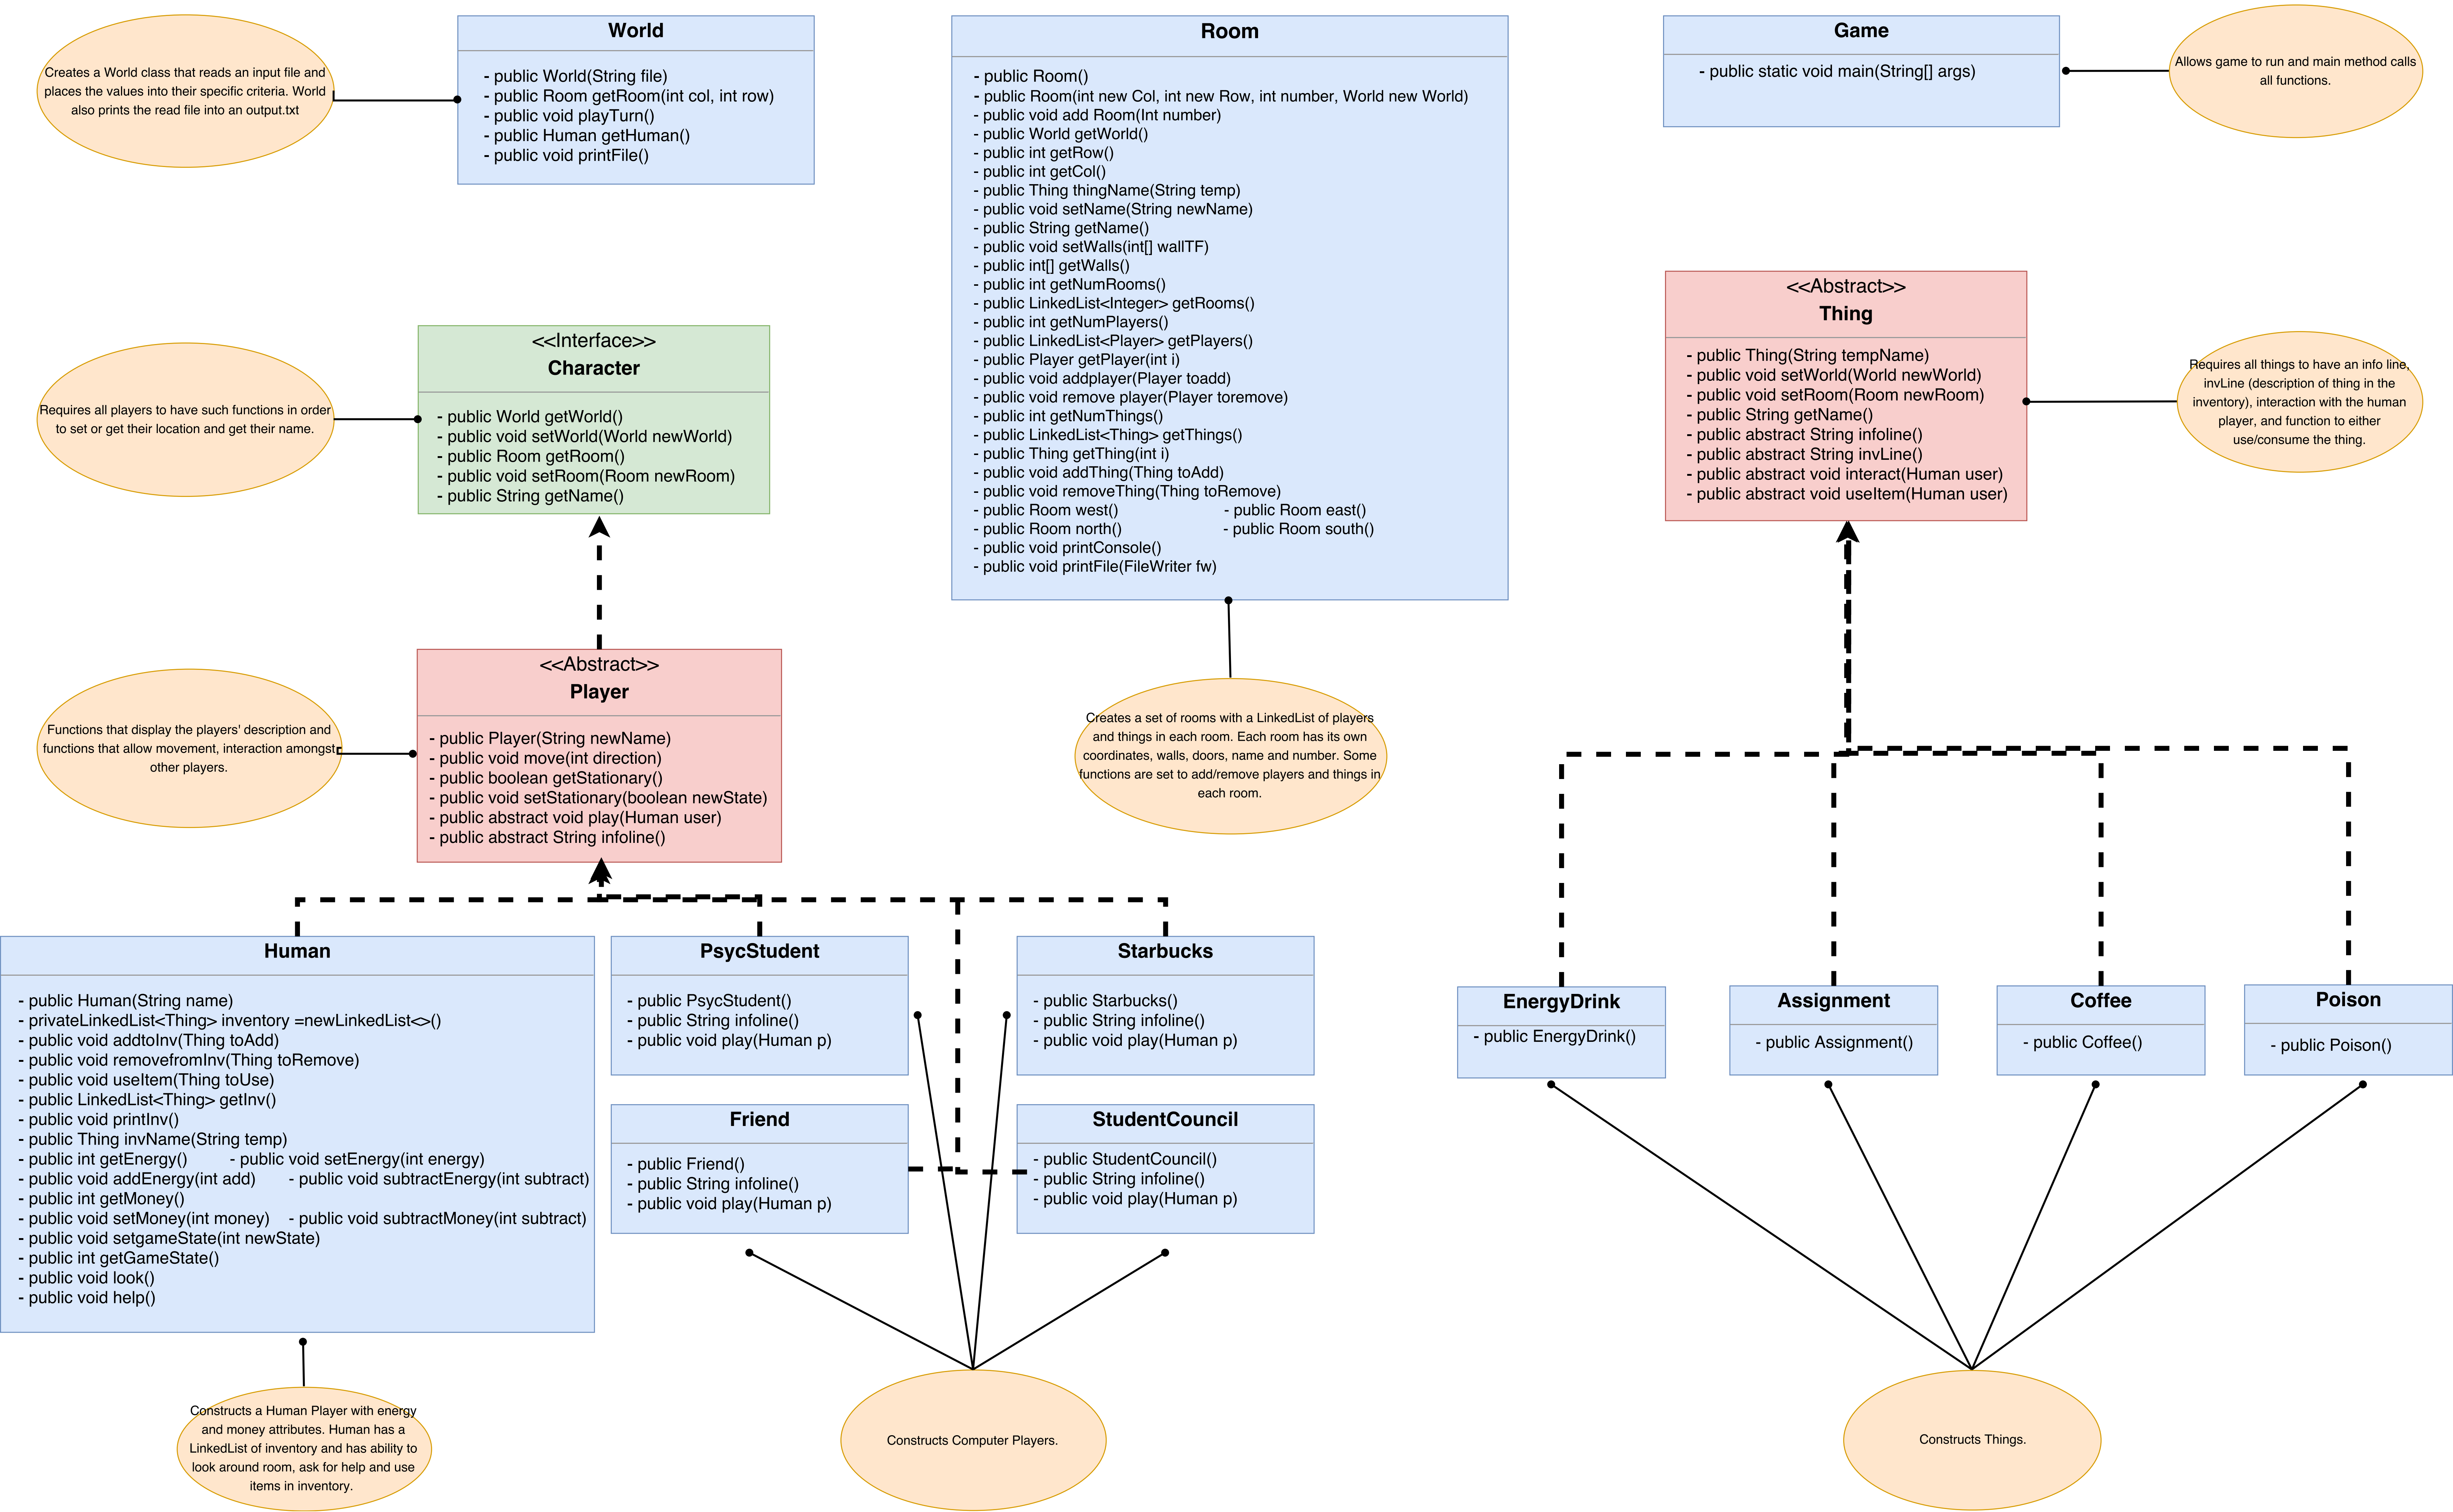 Creates a World class that reads an input file and
places the values into their specific criteria. World
also prints the read file into an output.txt
World
- public World(String file)
- public Room getRoom(int col, int row)
- public void playTurn()
- public Human getHuman()
- public void printFile()
Room
- public Room()
- public Room(int new Col, int new Row, int number, World new World)
- public void add Room(Int number)
- public World getWorld()
- public int getRow()
- public int getCol()
- public Thing thingName(String temp)
- public void setName(String newName)
- public String getName()
- public void setWalls(int[] wallTF)
- public int[] getWalls()
- public int getNumRooms()
- public LinkedList<Integer> getRooms()
- public int getNumPlayers()
- public LinkedList<Player> getPlayers()
- public Player getPlayer(int i)
- public void addplayer(Player toadd)
- public void remove player(Player toremove)
- public int getNumThings()
- public LinkedList<Thing> getThings()
- public Thing getThing(int i)
- public void addThing(Thing toAdd)
- public void removeThing(Thing toRemove)
- public Room west() - public Room east()
- public Room north() - public Room south()
- public void printConsole()
- public void printFile(FileWriter fw)
Creates a set of rooms with a LinkedList of players
and things in each room. Each room has its own
coordinates, walls, doors, name and number. Some
functions are set to add/remove players and things in
each room.
Game
- public static void main(String[] args)
Allows game to run and main method calls
all functions.
Requires all players to have such functions in order
to set or get their location and get their name.
<<Interface>>
Character
- public World getWorld()
- public void setWorld(World newWorld)
- public Room getRoom()
- public void setRoom(Room newRoom)
- public String getName()
<<Abstract>>
Thing
- public Thing(String tempName)
- public void setWorld(World newWorld)
- public void setRoom(Room newRoom)
- public String getName()
- public abstract String infoline()
- public abstract String invLine()
- public abstract void interact(Human user)
- public abstract void useItem(Human user)
Requires all things to have an info line,
invLine (description of thing in the
inventory), interaction with the human
player, and function to either
use/consume the thing.
Functions that display the players' description and
functions that allow movement, interaction amongst
other players.
<<Abstract>>
Player
- public Player(String newName)
- public void move(int direction)
- public boolean getStationary()
- public void setStationary(boolean newState)
- public abstract void play(Human user)
- public abstract String infoline()
Human
- public Human(String name)
- privateLinkedList<Thing> inventory =newLinkedList<>()
- public void addtoInv(Thing toAdd)
- public void removefromInv(Thing toRemove)
- public void useItem(Thing toUse)
- public LinkedList<Thing> getInv()
- public void printInv()
- public Thing invName(String temp)
- public int getEnergy() - public void setEnergy(int energy)
- public void addEnergy(int add) - public void subtractEnergy(int subtract)
- public int getMoney()
- public void setMoney(int money) - public void subtractMoney(int subtract)
- public void setgameState(int newState)
- public int getGameState()
- public void look()
- public void help()
Constructs a Human Player with energy
and money attributes. Human has a
LinkedList of inventory and has ability to
look around room, ask for help and use
items in inventory.
PsycStudent
- public PsycStudent()
- public String infoline()
- public void play(Human p)
Starbucks
- public Starbucks()
- public String infoline()
- public void play(Human p)
Friend
- public Friend()
- public String infoline()
- public void play(Human p)
StudentCouncil
- public StudentCouncil()
- public String infoline()
- public void play(Human p)
Constructs Computer Players.
EnergyDrink
- public EnergyDrink()
Assignment
- public Assignment()
Coffee
- public Coffee()
Poison
- public Poison()
Constructs Things.